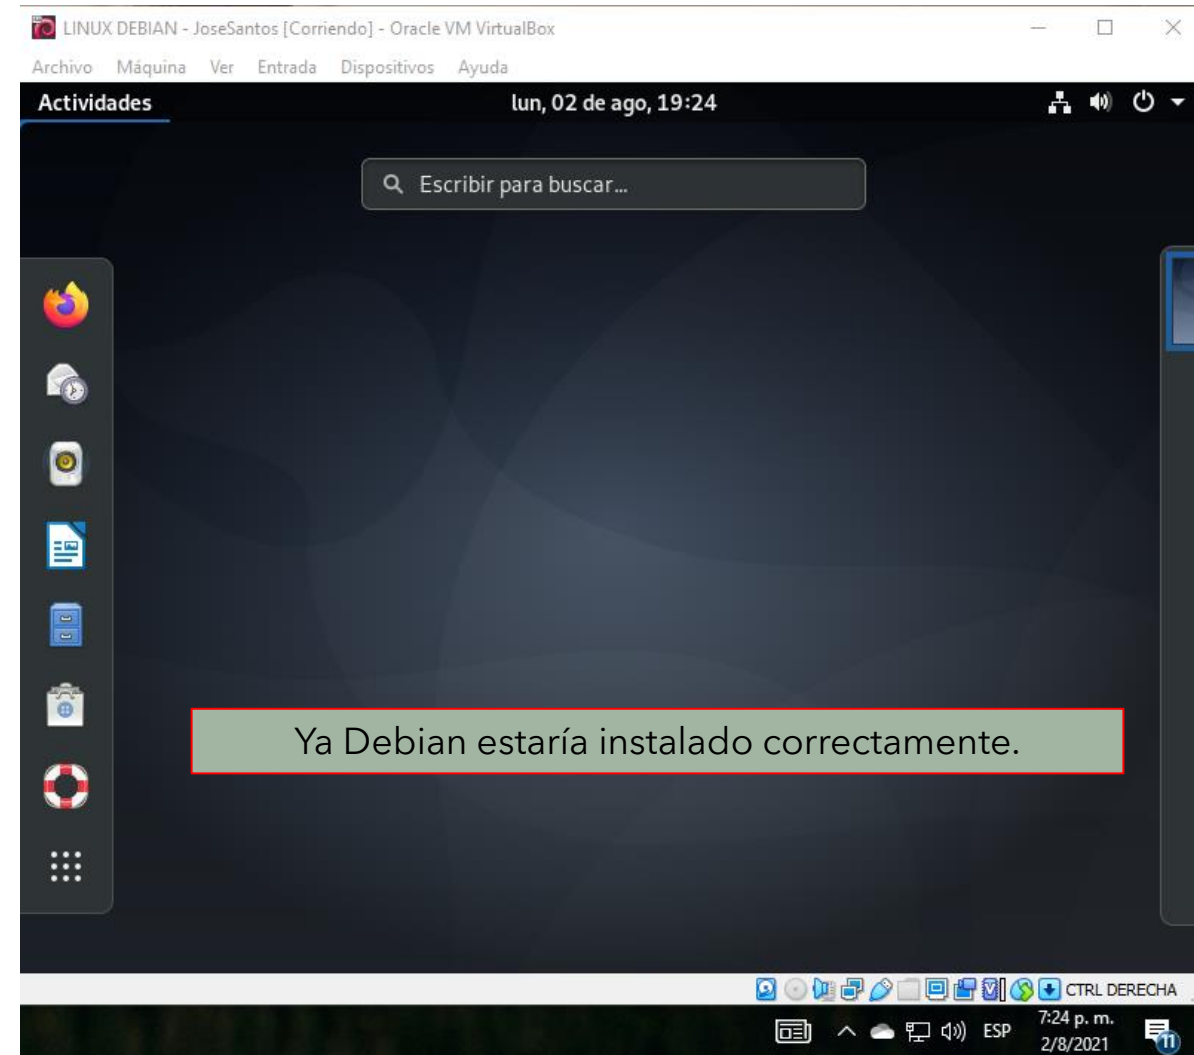 LINUX DEBIAN - JoseSantos [Corriendo] - Oracle VM VirtualBox
Archivo Máquina Ver Entrada Dispositivos Ayuda
Actividades lun, 02 de ago, 19:24
Escribir para buscar...
Ya Debian estaría instalado correctamente.
CTRL DERECHA
ESP 7:24 p. m.
2/8/2021 11